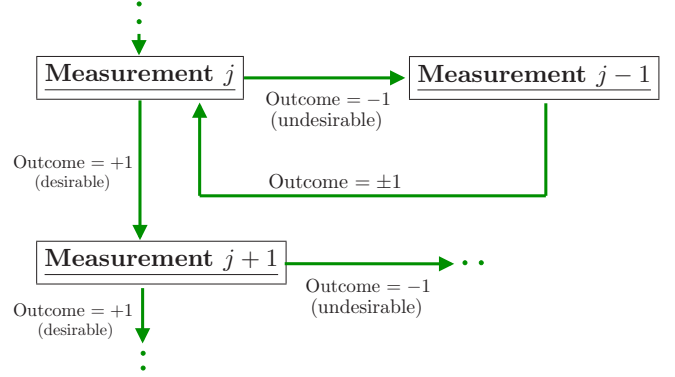 Measurement j
Measurement j − 1
Outcome = −1
(undesirable)
Outcome = +1
(desirable)
Outcome = ±1
Measurement j + 1
Outcome = −1
(undesirable)
Outcome = +1
(desirable)